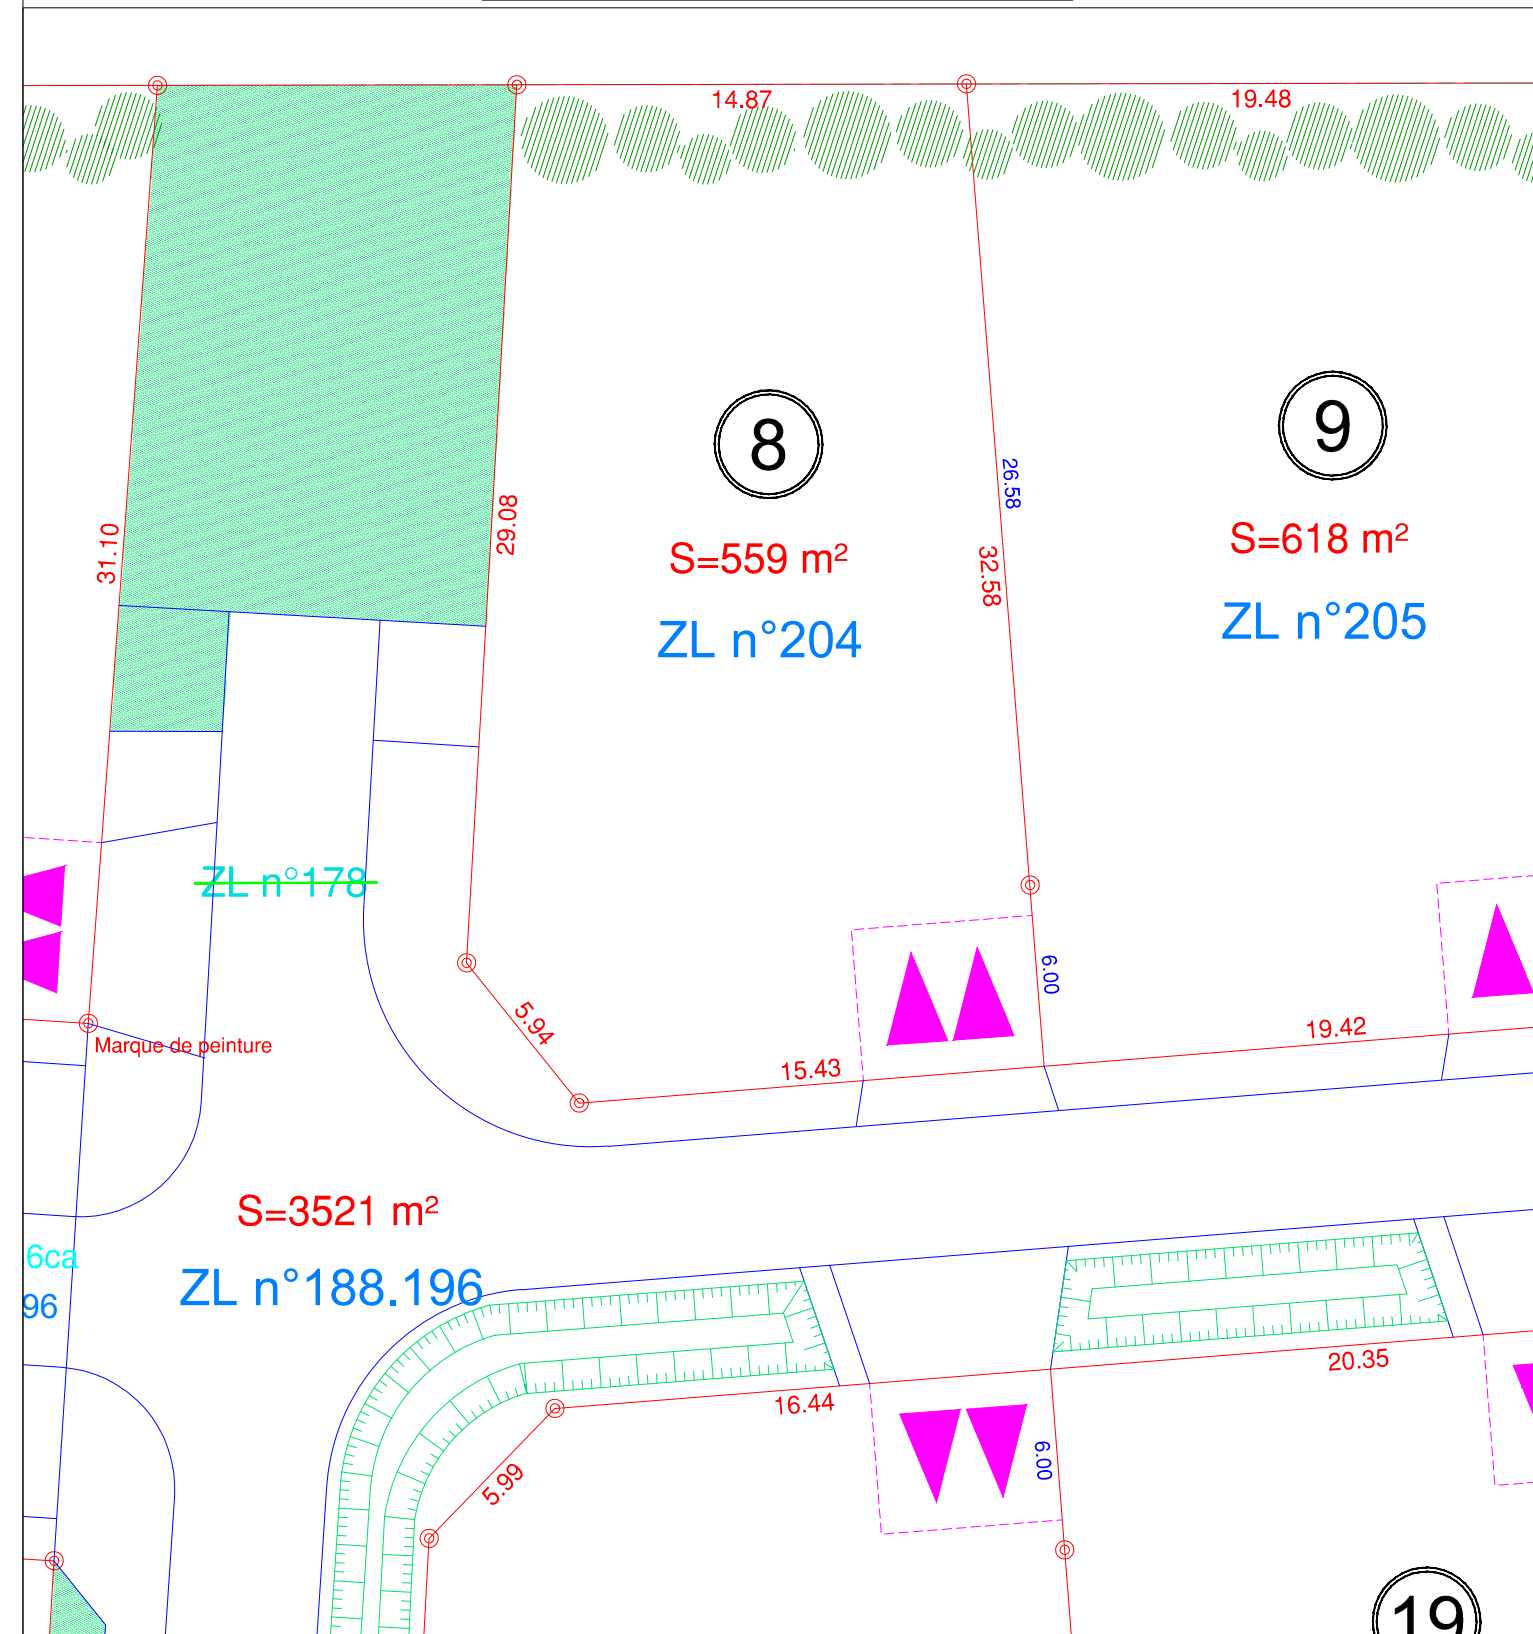 14.87
19.48
8
9
26.58
29.08
31.10
S=559 m²
S=618 m²
32.58
ZL n°204
ZL n°205
ZL n°178
6.00
5.94
Marque de peinture
15.43
19.42
S=3521 m²
6ca
ZL n°188.196
96
20.35
16.44
6.00
5.99
19